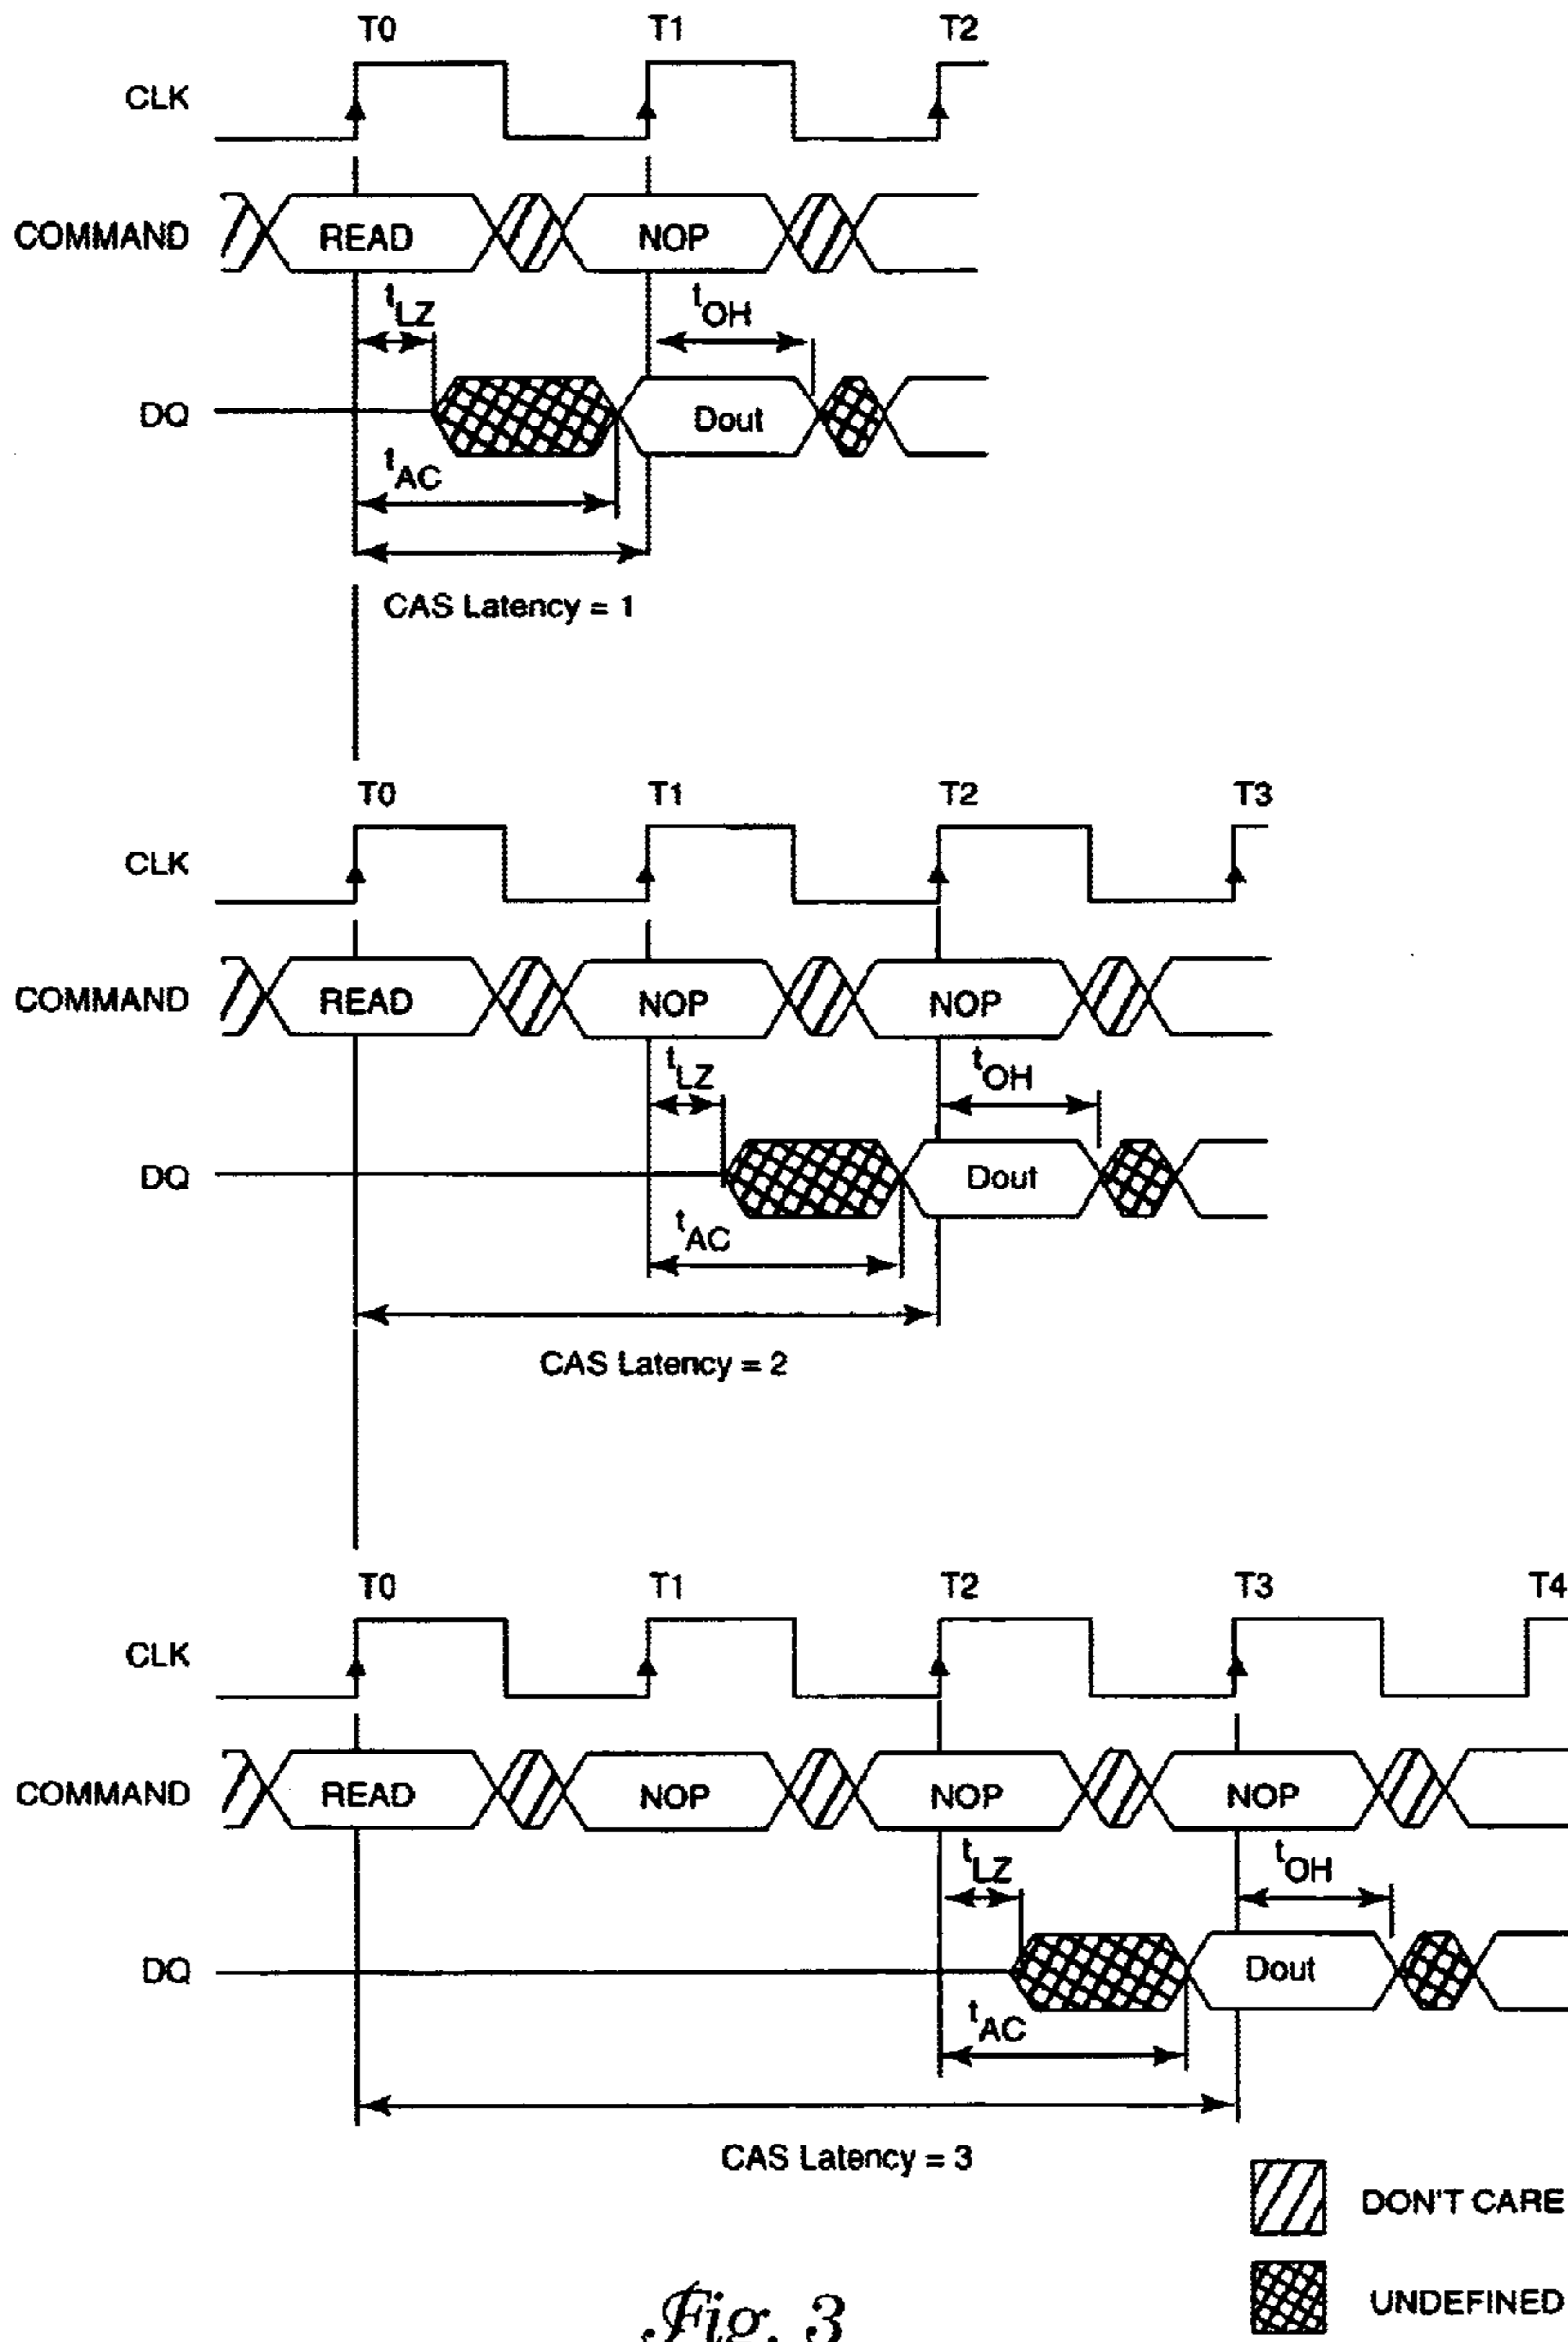 T0 T1 T2
CLK
COMMAND READ NOP
tLZ tOH
DQ Dout
tAC
CAS Latency = 1
T0 T1 T2 T3
CLK
COMMAND READ NOP NOP
tLZ tOH
DQ Dout
tAC
CAS Latency = 2
T0 T1 T2 T3 T4
CLK
COMMAND READ NOP NOP NOP
tLZ tOH
DQ Dout
tAC
CAS Latency = 3
DON'T CARE
UNDEFINED
Fig. 3